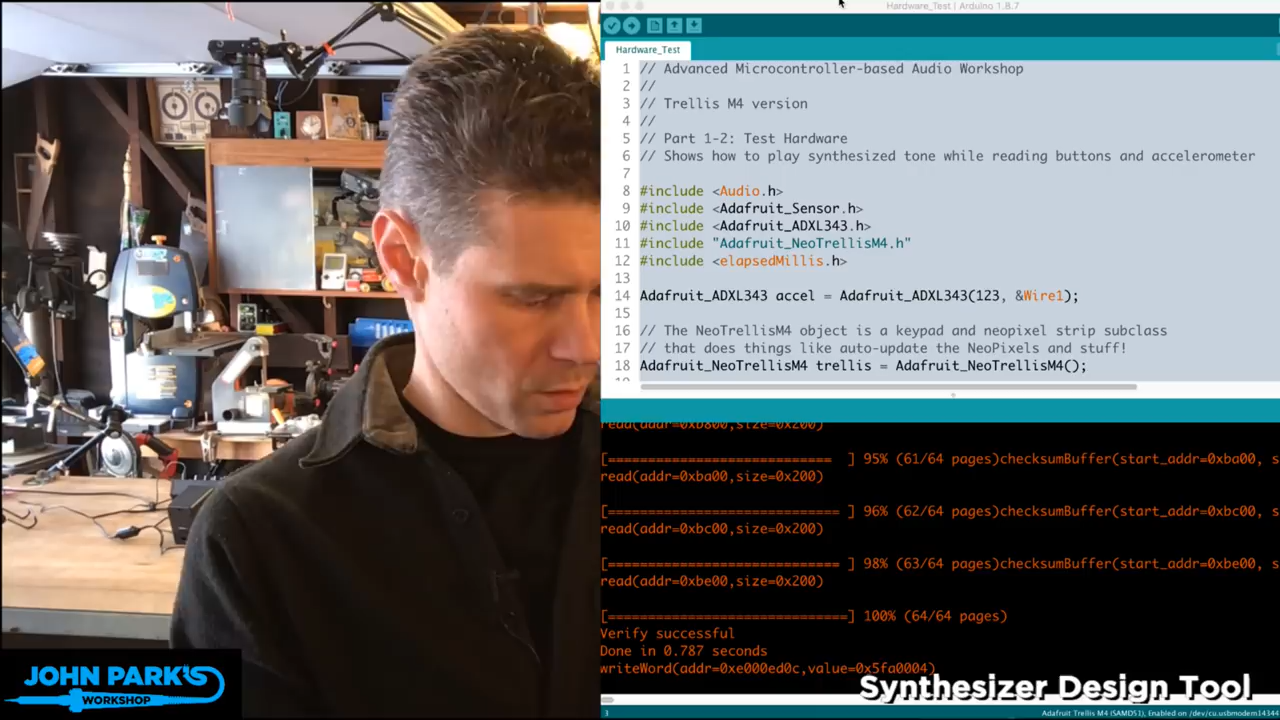 Hardware_Test | Arduino 1.8.7
Hardware_Test
1 // Advanced Microcontroller-based Audio Workshop
2 //
3 // Trellis M4 version
4 //
5 // Part 1-2: Test Hardware
6 // Shows how to play synthesized tone while reading buttons and accelerometer
7
8 #include <Audio.h>
9 #include <Adafruit_Sensor.h>
10 #include <Adafruit_ADXL343.h>
11 #include "Adafruit_NeoTrellisM4.h"
12 #include <elapsedMillis.h>
13
14 Adafruit_ADXL343 accel = Adafruit_ADXL343(123, &Wire1);
15
16 // The NeoTrellisM4 object is a keypad and neopixel strip subclass
17 // that does things like auto-update the NeoPixels and stuff!
18 Adafruit_NeoTrellisM4 trellis = Adafruit_NeoTrellisM4();
19
read(addr=0xb800,size=0x200)
[============================  ] 95% (61/64 pages)checksumBuffer(start_addr=0xba00, s
read(addr=0xba00,size=0x200)
[============================= ] 96% (62/64 pages)checksumBuffer(start_addr=0xbc00, s
read(addr=0xbc00,size=0x200)
[============================= ] 98% (63/64 pages)checksumBuffer(start_addr=0xbe00, s
read(addr=0xbe00,size=0x200)
[==============================] 100% (64/64 pages)
Verify successful
Done in 0.787 seconds
writeWord(addr=0xe000ed0c,value=0x5fa0004)
3 Adafruit Trellis M4 (SAMD51), Enabled on /dev/cu.usbmodem14344
JOHN PARK'S
WORKSHOP
Synthesizer Design Tool